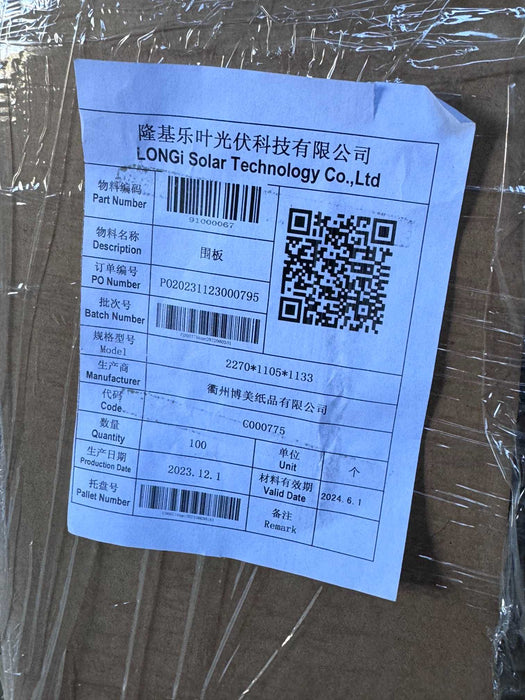 隆基乐叶光伏科技有限公司
LONGi Solar Technology Co.,Ltd
物料编码
Part Number
91000067
物料名称
Description
围板
订单编号
PO Number
PO20231123000795
批次号
Batch Number
规格型号
Model
2270*1105*1133
生产商
Manufacturer
衢州博美纸品有限公司
代码
Code
C000775
数量
Quantity
100
单位
Unit
个
生产日期
Production Date
2023.12.1
材料有效期
Valid Date
2024.6.1
托盘号
Pallet Number
备注
Remark